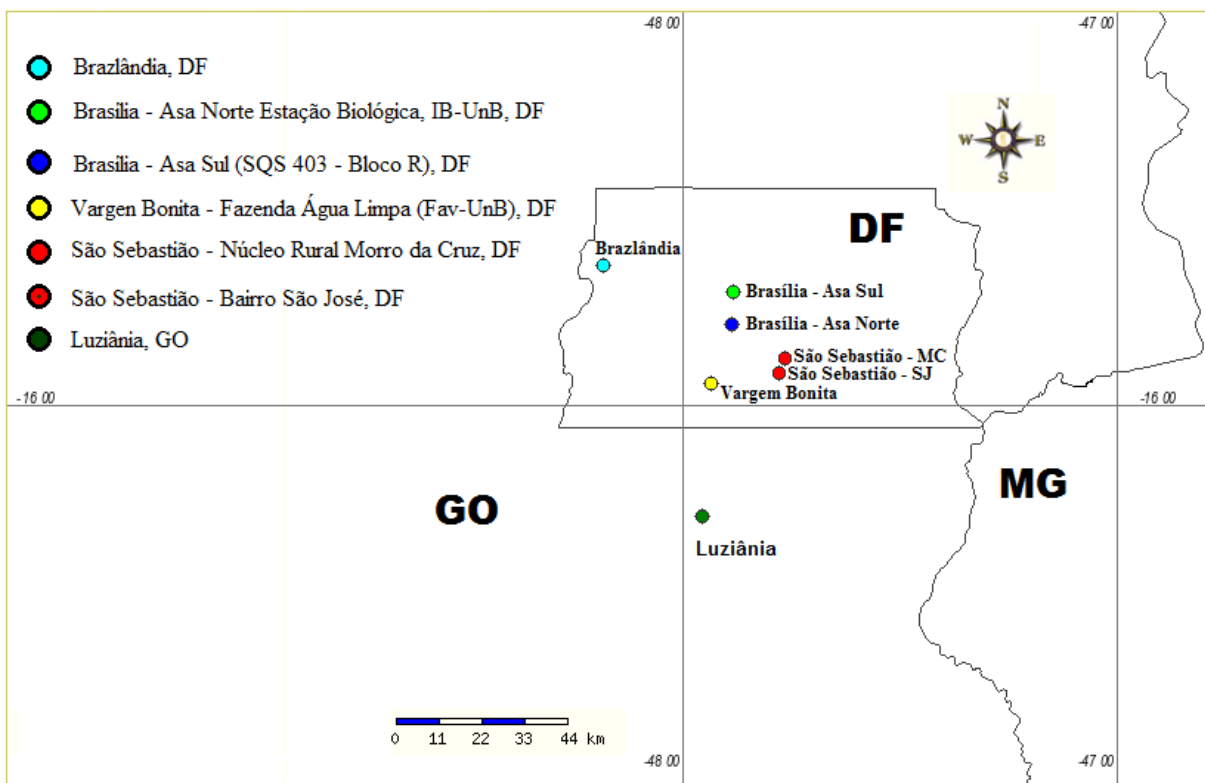 -48 00
-47 00
Brazlândia, DF
Brasília - Asa Norte Estação Biológica, IB-UnB, DF
Brasília - Asa Sul (SQS 403 - Bloco R), DF
Vargen Bonita - Fazenda Água Limpa (Fav-UnB), DF
São Sebastião - Núcleo Rural Morro da Cruz, DF
São Sebastião - Bairro São José, DF
Luziânia, GO
N
W
E
S
DF
Brazlândia
Brasília - Asa Sul
Brasília - Asa Norte
São Sebastião - MC
São Sebastião - SJ
Vargem Bonita
-16 00
-16 00
GO
MG
Luziânia
0 11 22 33 44 km
-48 00
-47 00